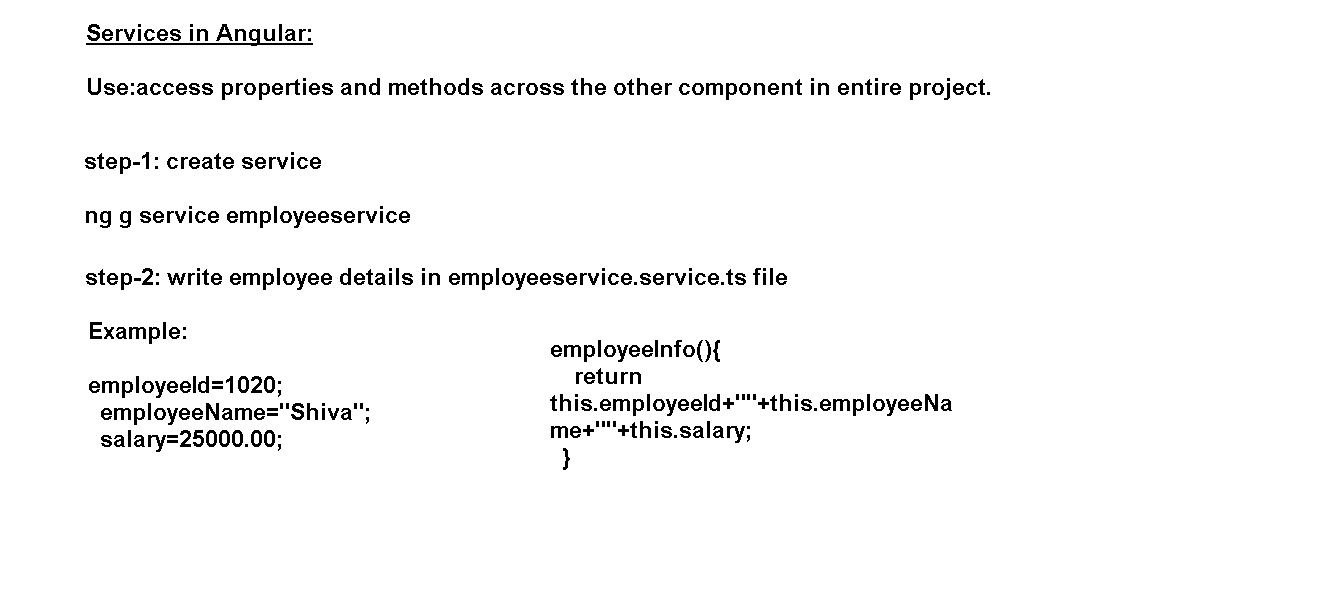 Services in Angular:
Use:access properties and methods across the other component in entire project.
step-1: create service
ng g service employeeservice
step-2: write employee details in employeeservice.service.ts file
Example:
employeeId=1020;
employeeName="Shiva";
salary=25000.00;
employeeInfo(){
return
this.employeeId+""+this.employeeNa
me+""+this.salary;
}